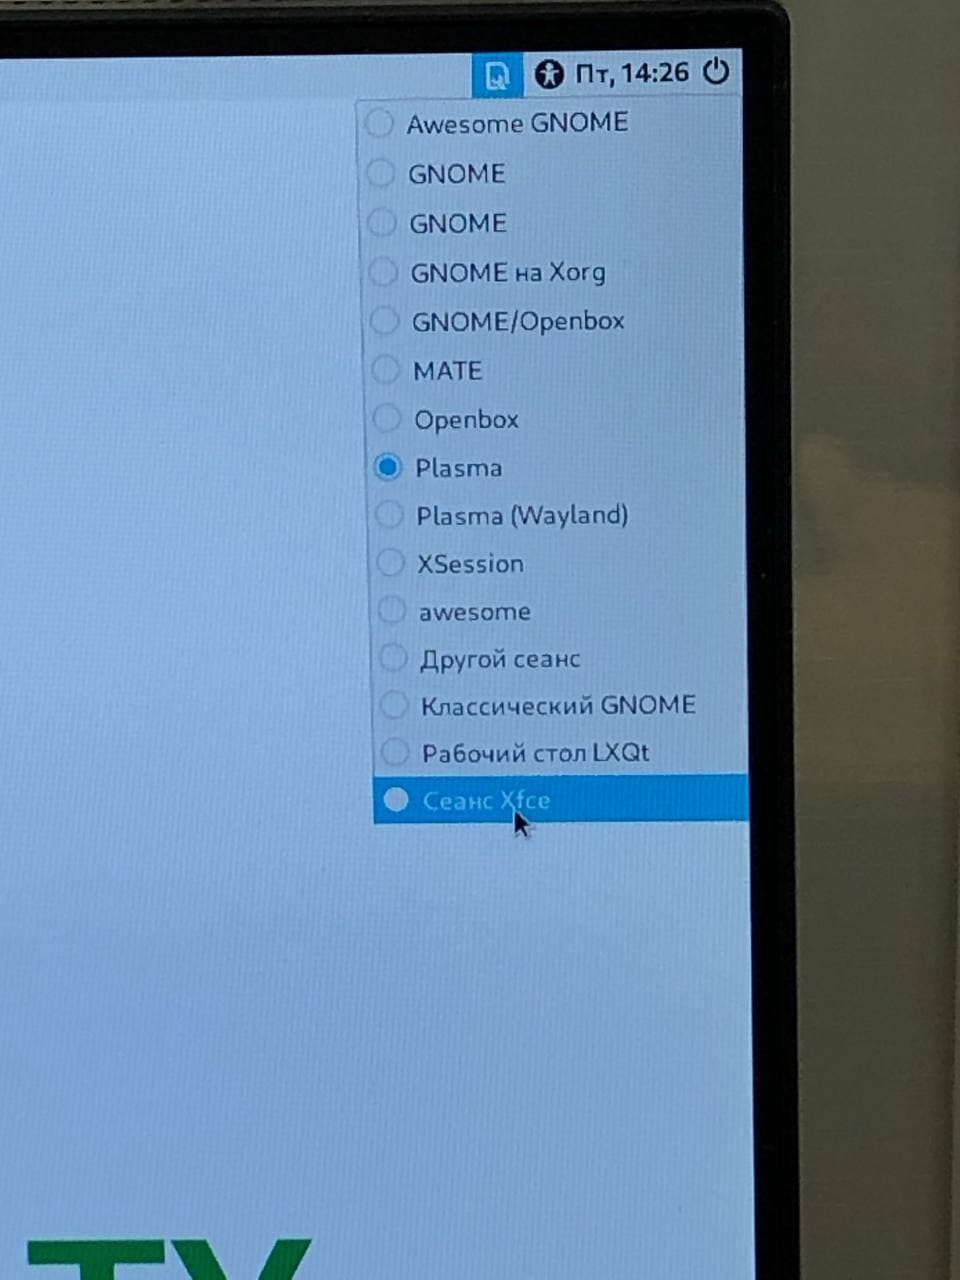 Пт, 14:26
Awesome GNOME
GNOME
GNOME
GNOME на Xorg
GNOME/Openbox
MATE
Openbox
Plasma
Plasma (Wayland)
XSession
awesome
Другой сеанс
Классический GNOME
Рабочий стол LXQt
Сеанс Xfce
ТУ